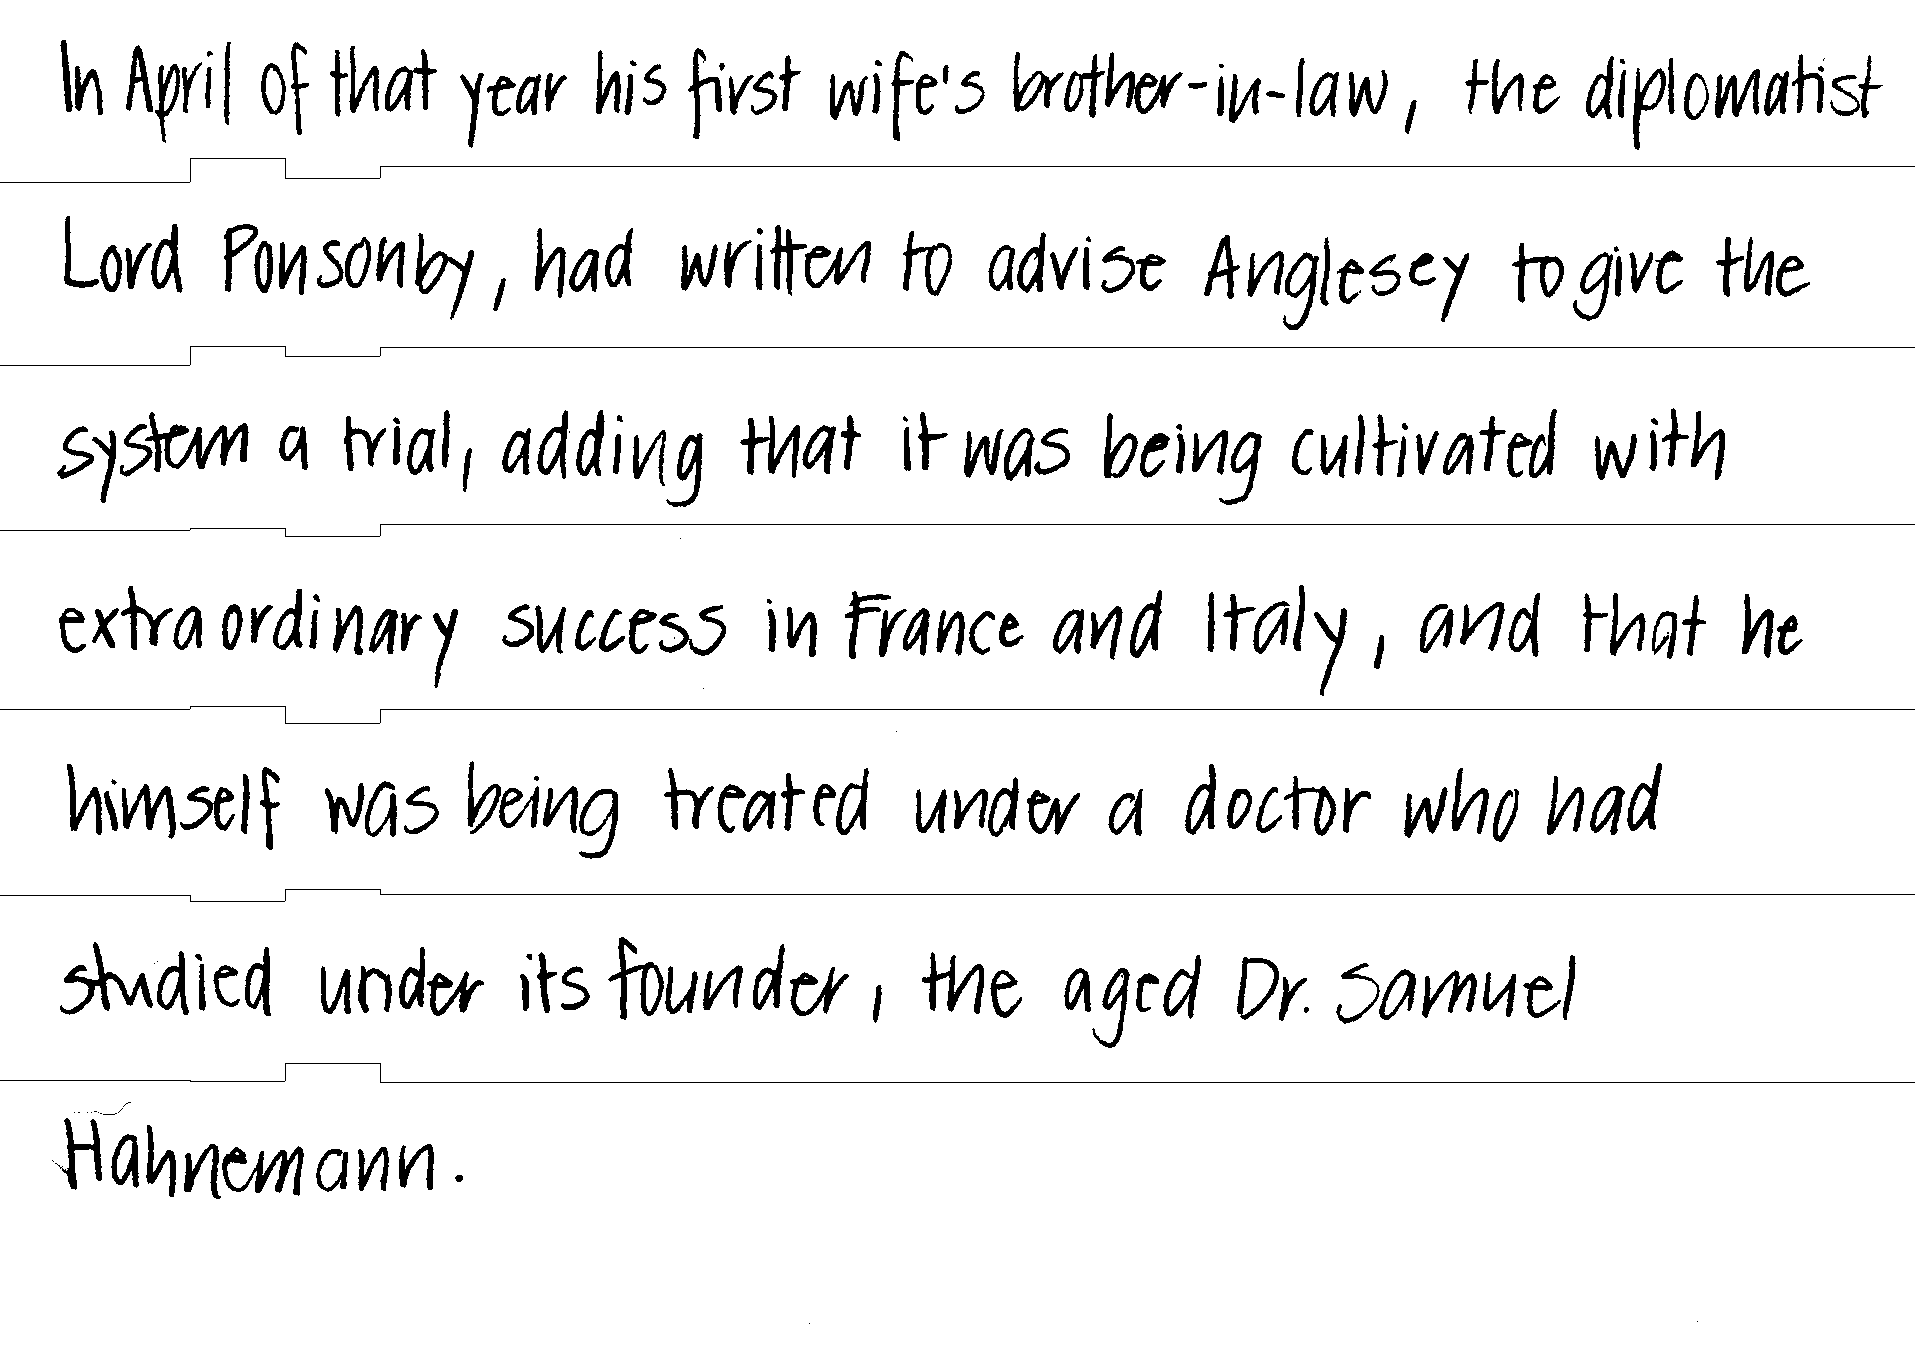 In April of that year his first wife's brother-in-law, the diplomatist
Lord Ponsonby, had written to advise Anglesey to give the
system a trial, adding that it was being cultivated with
extraordinary success in France and Italy, and that he
himself was being treated under a doctor who had
studied under its founder, the aged Dr. Samuel
Hahnemann.